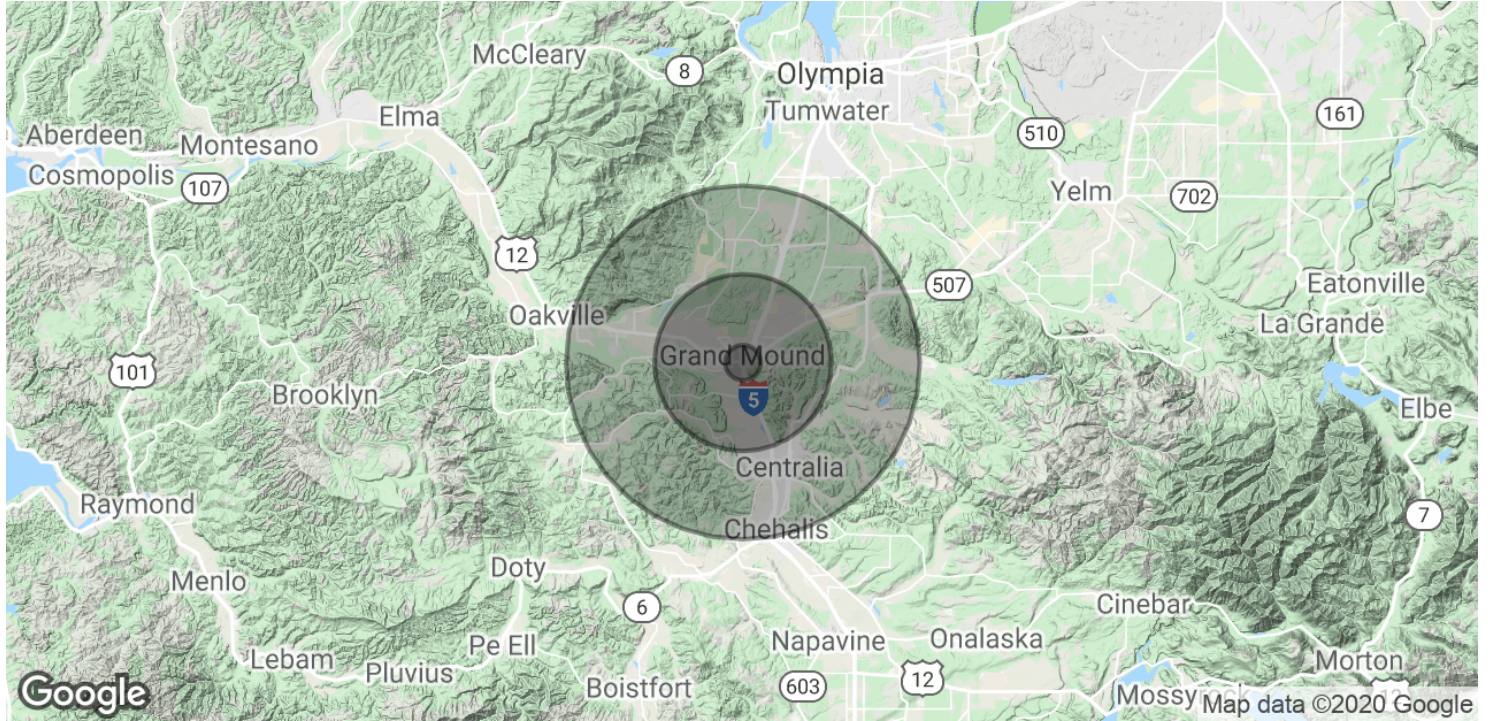 McCleary
8
Olympia
Tumwater
161
Elma
510
Aberdeen
Montesano
Cosmopolis
107
Yelm
702
12
507
Eatonville
Oakville
La Grande
Grand Mound
101
5
Brooklyn
Elbe
Centralia
Raymond
7
Chehalis
Doty
Menlo
6
Cinebar
Napavine
Onalaska
Pe Ell
Lebam
Pluvius
Morton
Boistfort
603
12
Google
Mossyrock
12
Map data ©2020 Google